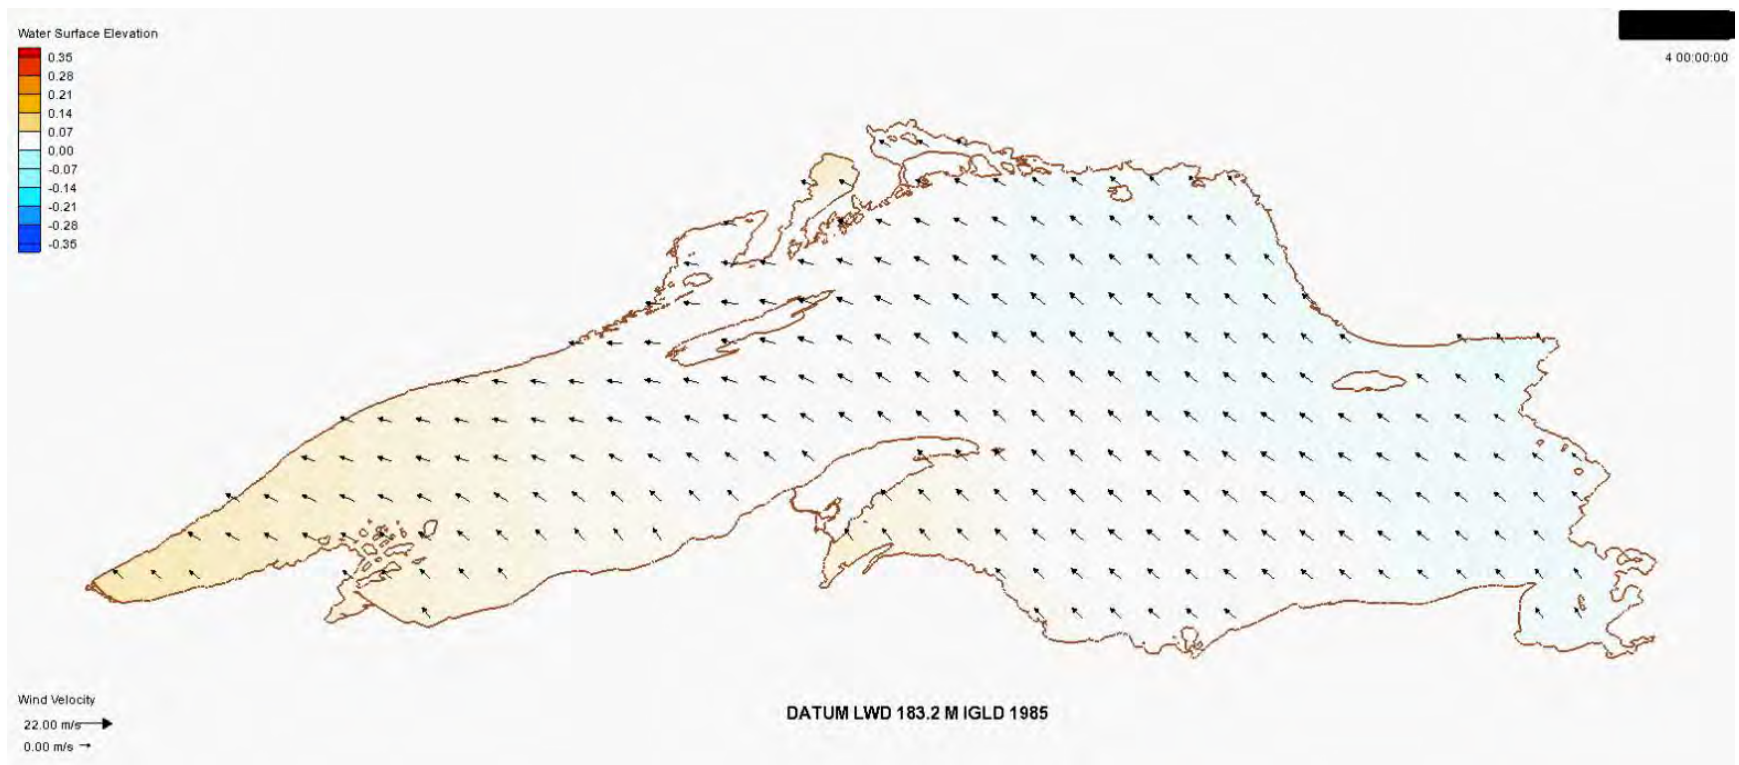 Water Surface Elevation
0.35
0.28
0.21
0.14
0.07
0.00
-0.07
-0.14
-0.21
-0.28
-0.35
4 00:00:00
Wind Velocity
22.00 m/s
0.00 m/s
DATUM LWD 183.2 M IGLD 1985